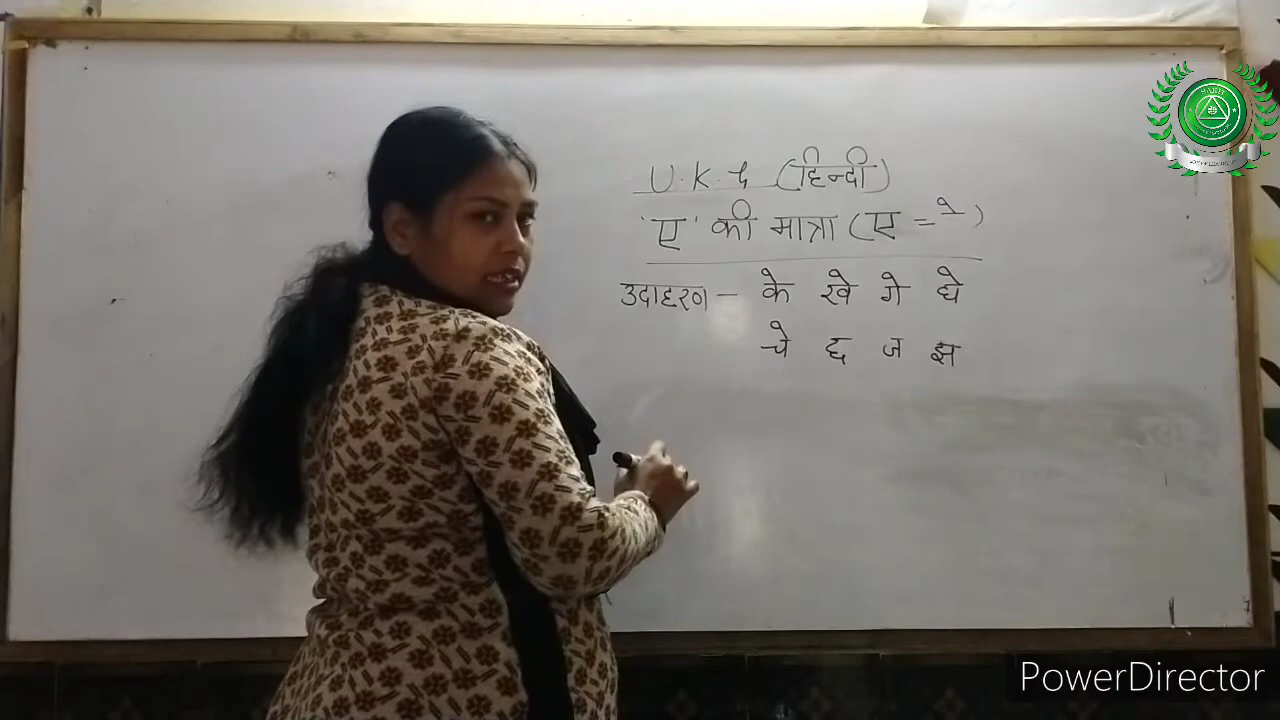 U.K.G (हिन्दी)
'ए' की मात्रा (ए = े)
उदाहरण - के खे गे घे
चे छ ज झ
PowerDirector